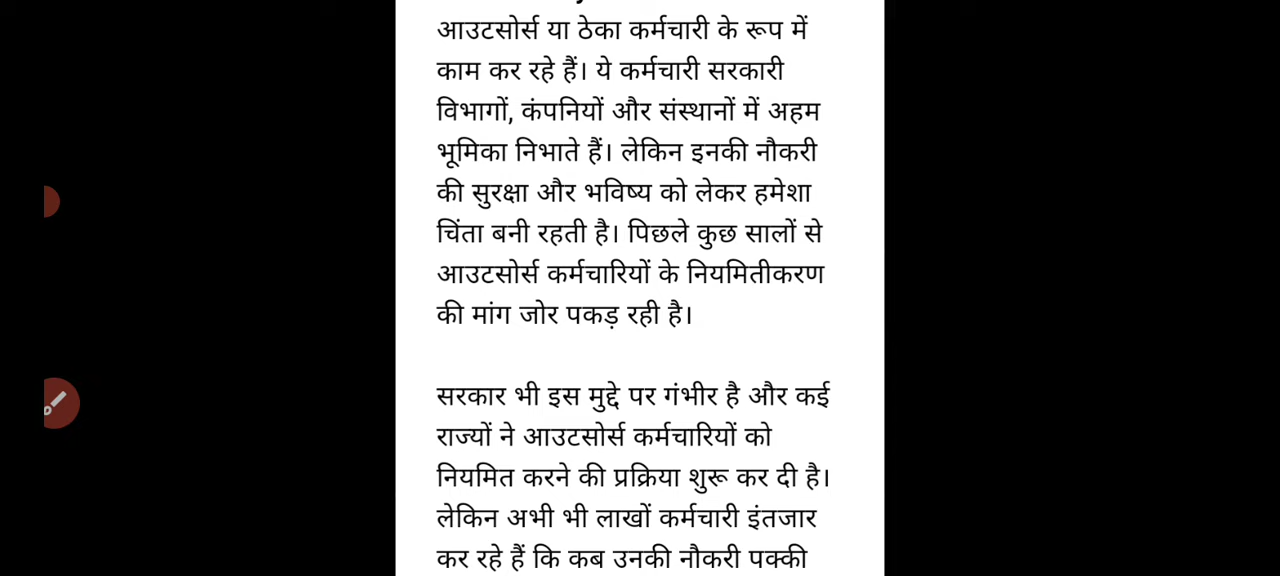 आउटसोर्स या ठेका कर्मचारी के रूप में
काम कर रहे हैं। ये कर्मचारी सरकारी
विभागों, कंपनियों और संस्थानों में अहम
भूमिका निभाते हैं। लेकिन इनकी नौकरी
की सुरक्षा और भविष्य को लेकर हमेशा
चिंता बनी रहती है। पिछले कुछ सालों से
आउटसोर्स कर्मचारियों के नियमितीकरण
की मांग जोर पकड़ रही है।
सरकार भी इस मुद्दे पर गंभीर है और कई
राज्यों ने आउटसोर्स कर्मचारियों को
नियमित करने की प्रक्रिया शुरू कर दी है।
लेकिन अभी भी लाखों कर्मचारी इंतजार
कर रहे हैं कि कब उनकी नौकरी पक्की